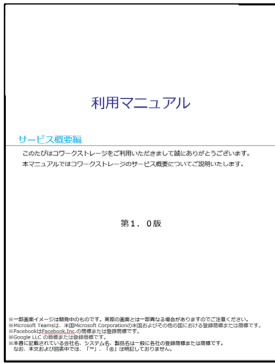 利用マニュアル
サービス概要編
このたびはコワークストレージをご利用いただきまして誠にありがとうございます。
本マニュアルではコワークストレージのサービス概要についてご説明いたします。
第1．0版
※一部画面イメージは開発中のものです。実際の画面とは一部異なる場合がありますのでご注意ください。
※Microsoft Teamsは、米国Microsoft Corporationの米国およびその他の国における登録商標または商標です。
※FacebookはFacebook,Inc.の商標または登録商標です。
※Google LLC の商標または登録商標です。
※本書に記載されている会社名、システム名、製品名は一般に各社の登録商標または商標です。
なお、本文および図表中では、「™」、「®」は明記しておりません。